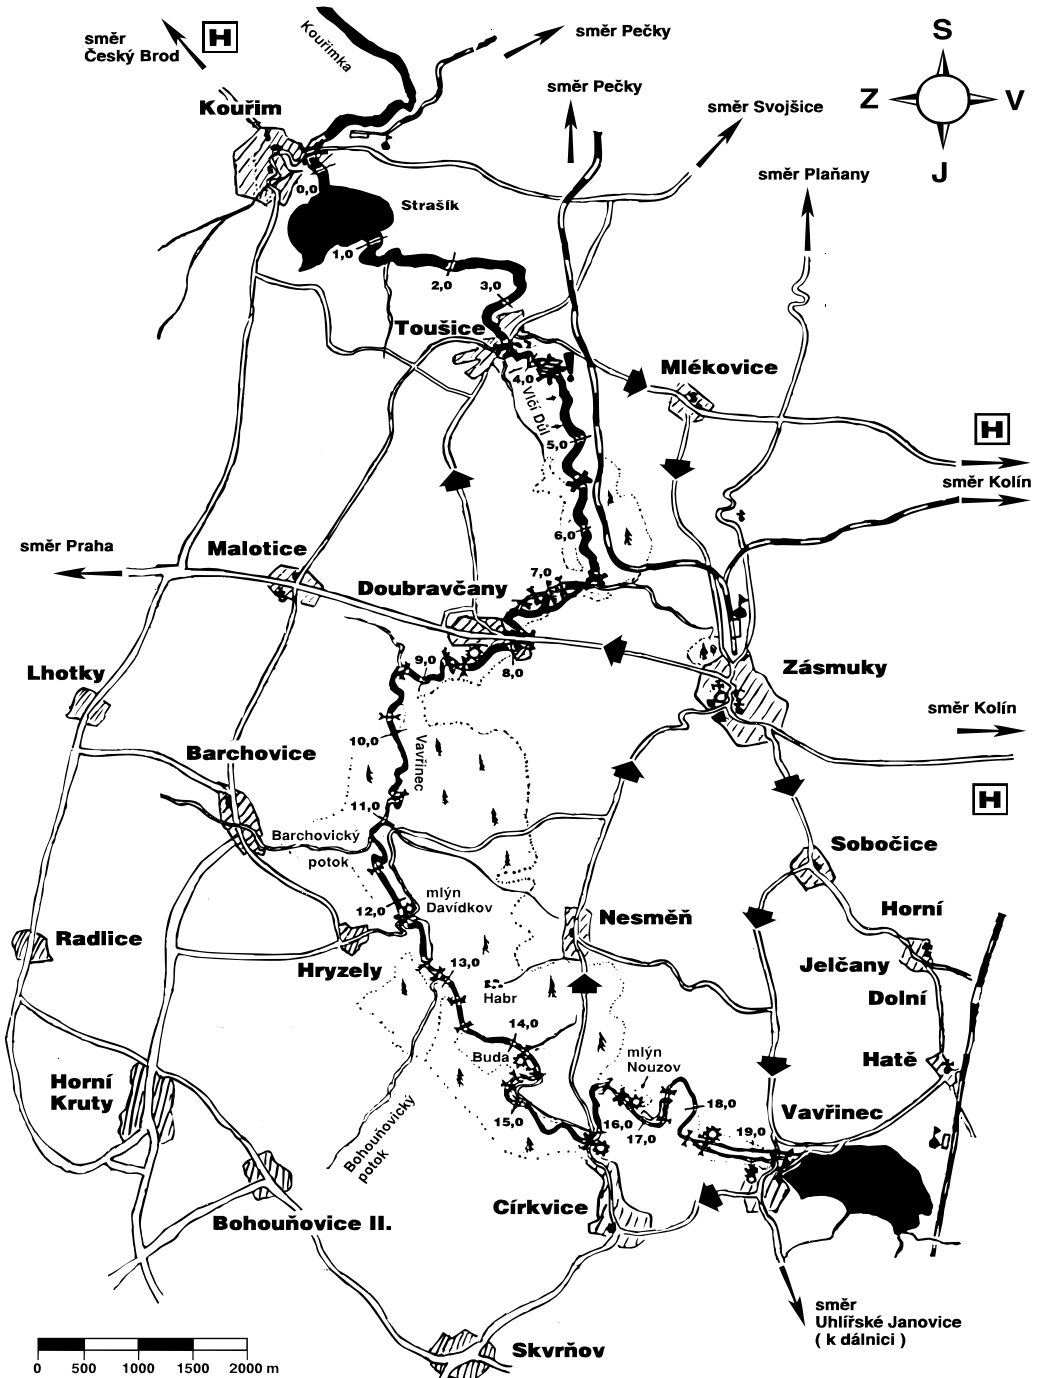 směr
Český Brod
H
Kouřimka
směr Pečky
S
Z
V
J
směr Pečky
směr Svojšice
Kouřim
směr Plaňany
0,0
Strašík
1,0
2,0
3,0
Toušice
4,0
Vlčí Důl
Mlékovice
5,0
H
směr Kolín
6,0
směr Praha
Malotice
7,0
Doubravčany
Lhotky
9,0
8,0
Zásmuky
směr Kolín
10,0
Vavřinec
Barchovice
H
11,0
Barchovický
potok
mlýn
Davídkov
12,0
Sobočice
Horní
Nesměň
Radlice
Hryzely
13,0
Jelčany
Habr
Dolní
14,0
Buda
mlýn
Nouzov
Hatě
Horní
Kruty
18,0
Vavřinec
15,0
16,0
17,0
19,0
Bohouňovický
potok
Církvice
Bohouňovice II.
směr
Uhlířské Janovice
( k dálnici )
Skvrňov
0
500
1000
1500
2000 m